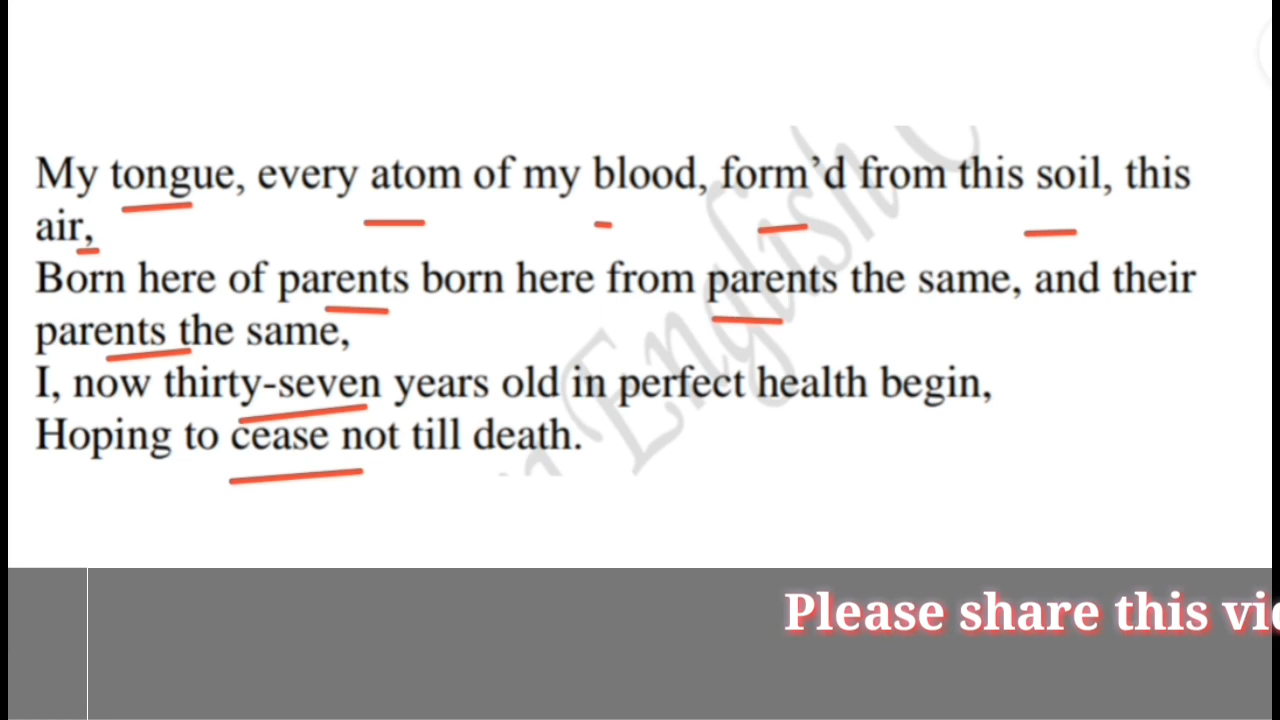 My tongue, every atom of my blood, form’d from this soil, this
air,
Born here of parents born here from parents the same, and their
parents the same,
I, now thirty-seven years old in perfect health begin,
Hoping to cease not till death.
English
Please share this